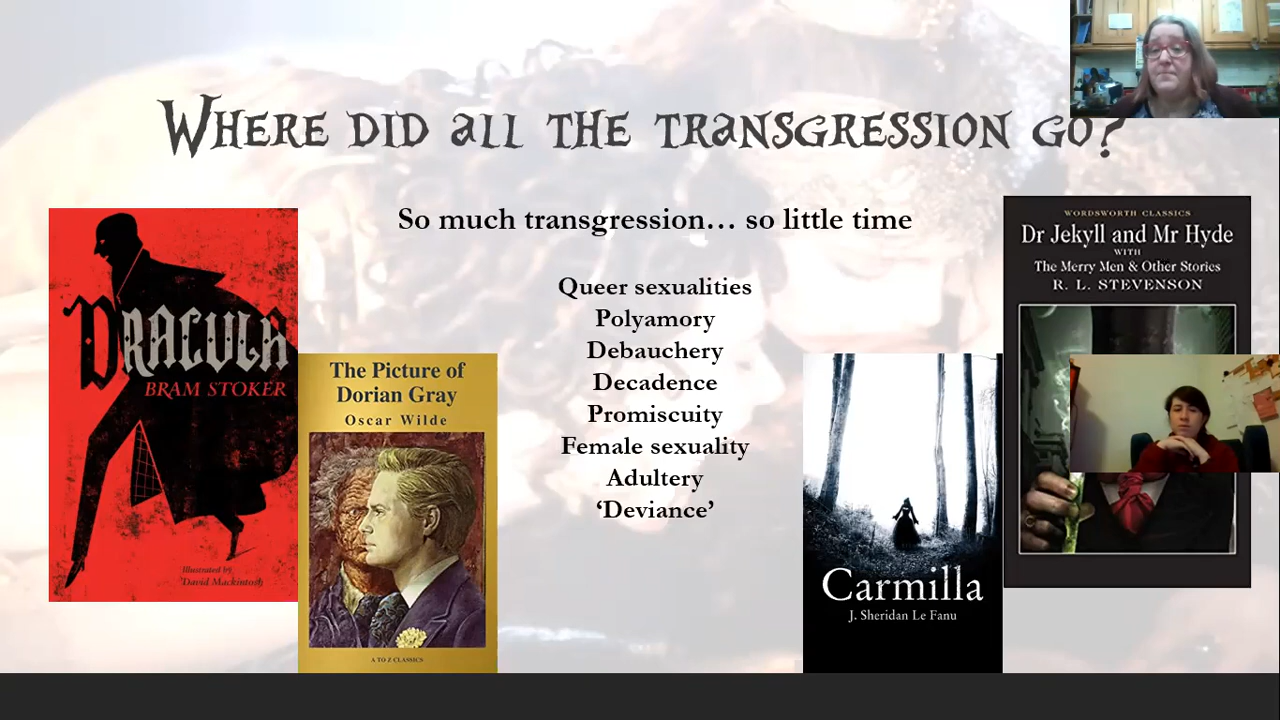 WHERE DID all THE TRaNSGRESSION GO?
So much transgression… so little time
Queer sexualities
Polyamory
Debauchery
Decadence
Promiscuity
Female sexuality
Adultery
‘Deviance’
DRACULA
BRAM STOKER
Illustrated by
David Mackintosh
The Picture of
Dorian Gray
Oscar Wilde
A TO Z CLASSICS
Carmilla
J. Sheridan Le Fanu
WORDSWORTH CLASSICS
Dr Jekyll and Mr Hyde
WITH
The Merry Men & Other Stories
R. L. STEVENSON